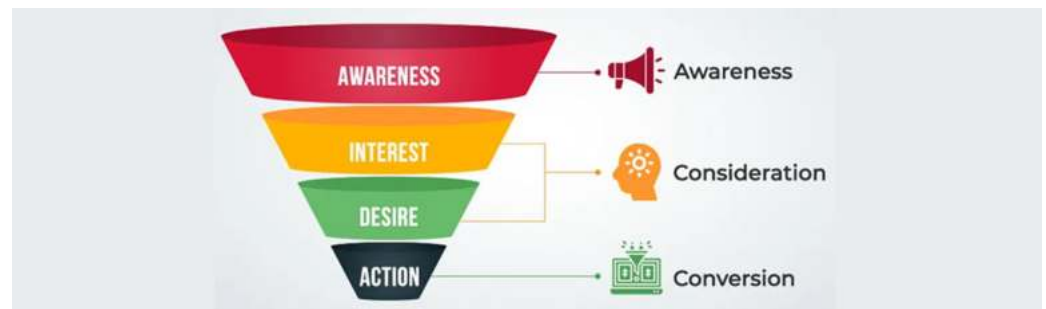 AWARENESS
Awareness
INTEREST
Consideration
DESIRE
ACTION
Conversion